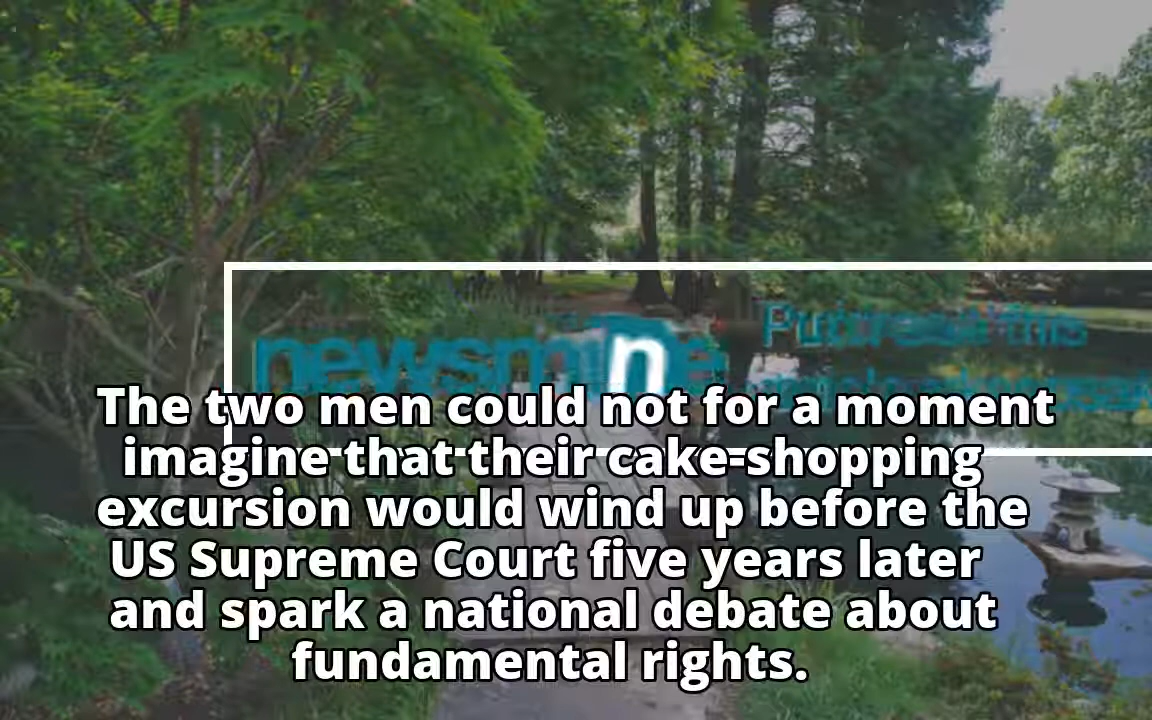 newsmine
The two men could not for a moment
imagine that their cake-shopping
excursion would wind up before the
US Supreme Court five years later
and spark a national debate about
fundamental rights.